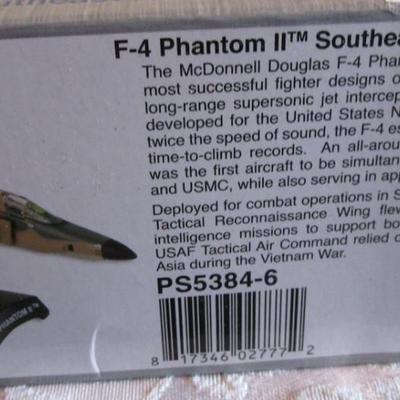 F-4 Phantom II™ Southea
The McDonnell Douglas F-4 Phan
most successful fighter designs o
long-range supersonic jet intercep
developed for the United States N
twice the speed of sound, the F-4 es
time-to-climb records. An all-arou
was the first aircraft to be simultan
and USMC, while also serving in app
Deployed for combat operations in S
Tactical Reconnaissance Wing flew
intelligence missions to support bo
USAF Tactical Air Command relied o
Asia during the Vietnam War.
PS5384-6
PHANTOM II™
8 17346 02777 2